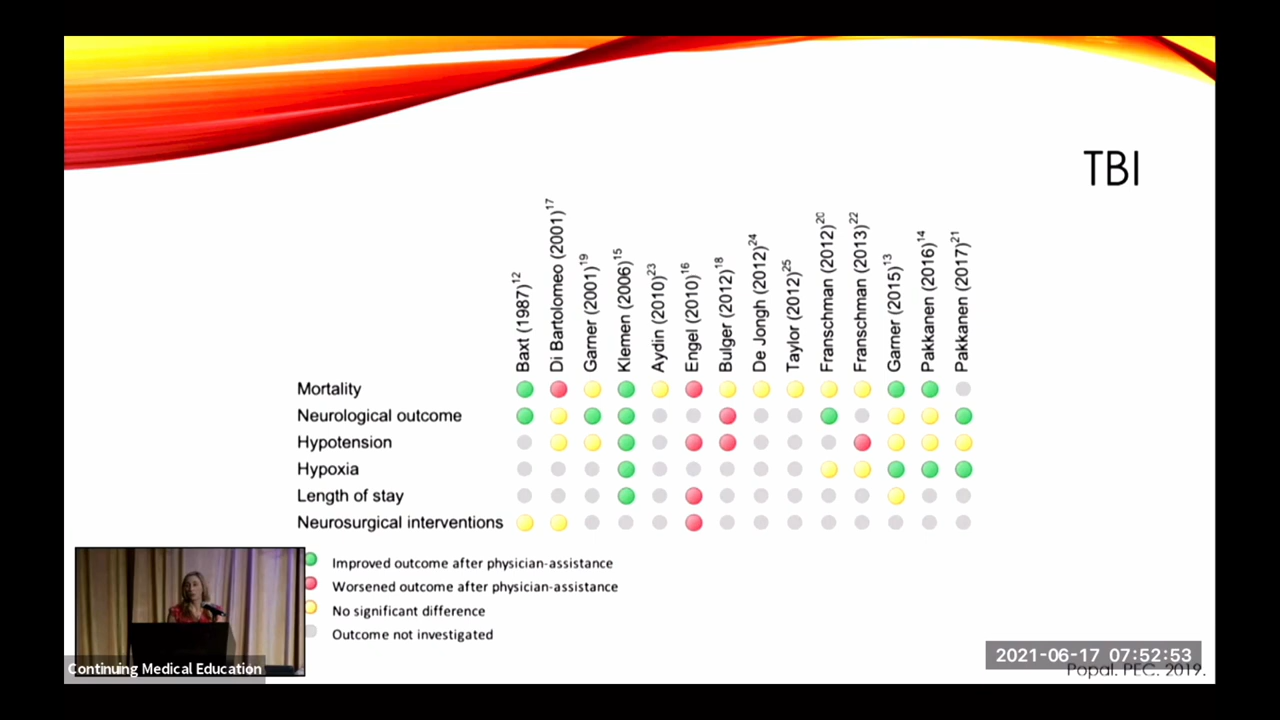 TBI
Baxt (1987)12
Di Bartolomeo (2001)17
Garner (2001)19
Klemen (2006)15
Aydin (2010)23
Engel (2010)16
Bulger (2012)18
De Jongh (2012)24
Taylor (2012)25
Franschman (2012)20
Franschman (2013)22
Garner (2015)13
Pakkanen (2016)14
Pakkanen (2017)21
Mortality
Neurological outcome
Hypotension
Hypoxia
Length of stay
Neurosurgical interventions
Improved outcome after physician-assistance
Worsened outcome after physician-assistance
No significant difference
Outcome not investigated
Continuing Medical Education
2021-06-17 07:52:53
Popal. PEC. 2019.